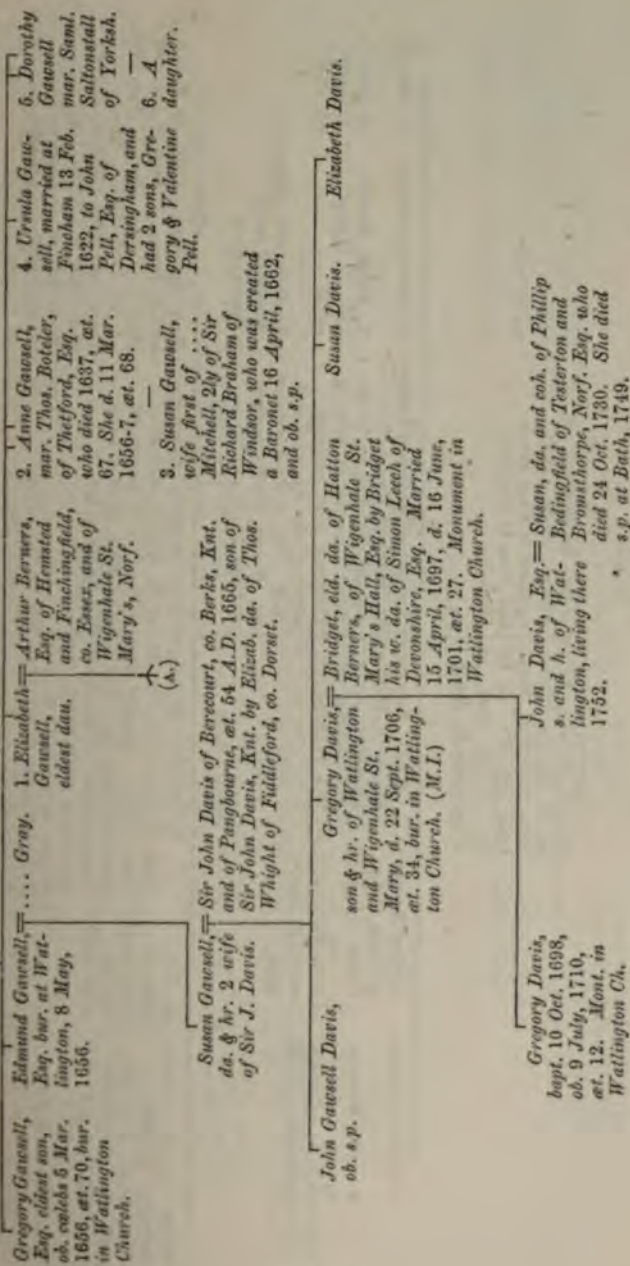 Gregory Gawsell,
Esq. eldest son,
ob. cœlebs 5 Mar.
1656, æt. 70, bur.
in Watlington
Church.
Edmund Gawsell,
Esq. bur. at Wat-
lington, 8 May,
1656.
=.... Gray.
1. Elizabeth
Gawsell,
eldest dau.
=Arthur Berners,
Esq. of Hemsted
and Finchingfield,
co. Essex, and of
Wigenhale St.
Mary's, Norf.
(A.)
2. Anne Gawsell,
mar. Thos. Boteler,
of Thetford, Esq.
who died 1637, æt.
67. She d. 11 Mar.
1656-7, æt. 68.
—
3. Susan Gawsell,
wife first of ....
Mitchell, 2ly of Sir
Richard Braham of
Windsor, who was created
a Baronet 16 April, 1662,
and ob. s.p.
4. Ursula Gaw-
sell, married at
Fincham 13 Feb.
1622, to John
Pell, Esq. of
Dersingham, and
had 2 sons, Gre-
gory & Valentine
Pell.
5. Dorothy
Gawsell
mar. Saml.
Saltonstall
of Yorksh.
—
6. A
daughter.
Susan Gawsell,
da. & hr. 2 wife
of Sir J. Davis.
=Sir John Davis of Berecourt, co. Berks, Knt.
and of Pangbourne, æt. 54 A.D. 1665, son of
Sir John Davis, Knt. by Elizab. da. of Thos.
Whight of Fiddleford, co. Dorset.
John Gawsell Davis,
ob. s.p.
Gregory Davis,
son & hr. of Watlington
and Wigenhale St.
Mary, d. 22 Sept. 1706,
æt. 34, bur. in Watling-
ton Church. (M.I.)
=Bridget, eld. da. of Hatton
Berners, of Wigenhale St.
Mary's Hall, Esq. by Bridget
his w. da. of Simon Leech of
Devonshire, Esq. Married
15 April, 1697, d. 16 June,
1701, æt. 27. Monument in
Watlington Church.
Susan Davis.
Elizabeth Davis.
Gregory Davis,
bapt. 10 Oct. 1698,
ob. 9 July, 1710,
æt. 12. Mont. in
Watlington Ch.
John Davis, Esq.
s. and h. of Wat-
lington, living there
1752.
=Susan, da. and coh. of Phillip
Bedingfield of Testerton and
Bromsthorpe, Norf. Esq. who
died 24 Oct. 1730. She died
s.p. at Bath, 1749.